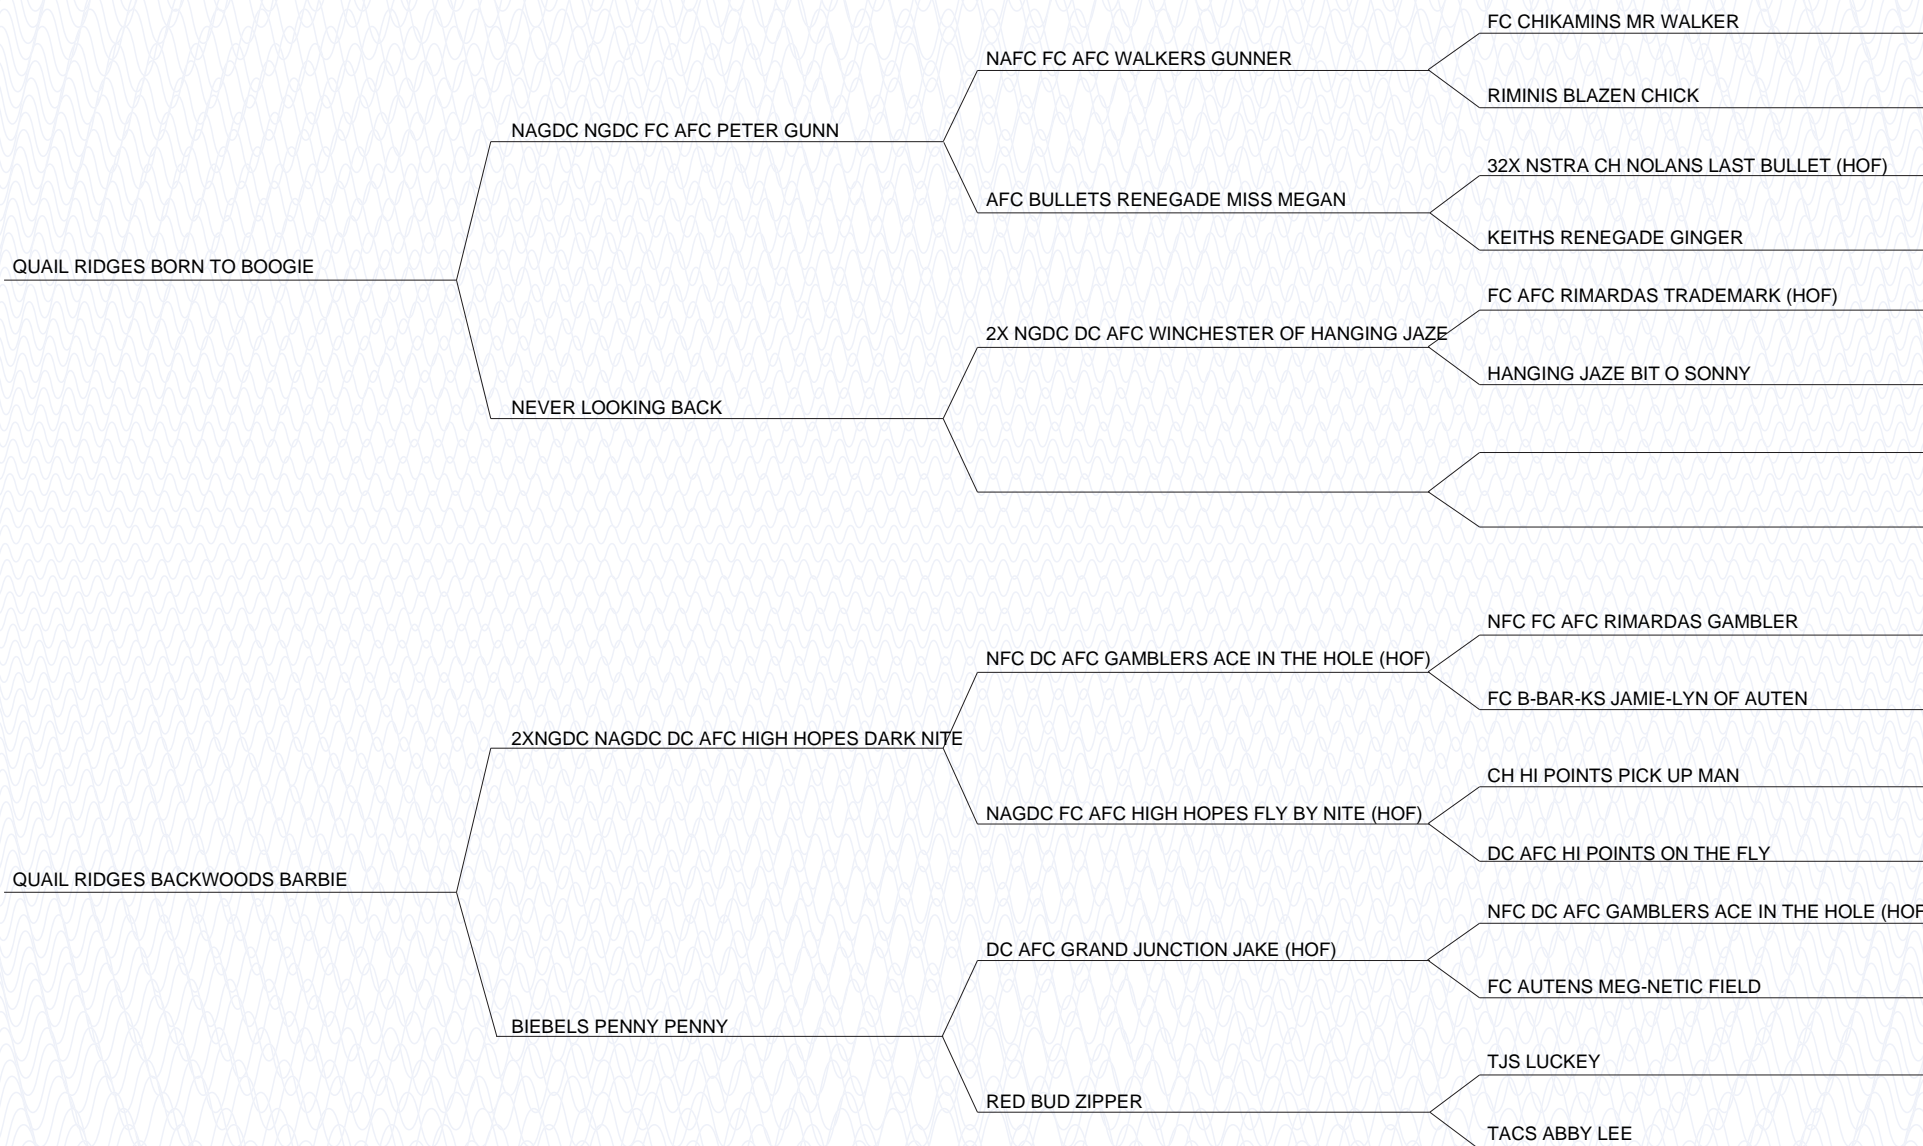 FC CHIKAMINS MR WALKER
NAFC FC AFC WALKERS GUNNER
RIMINIS BLAZEN CHICK
NAGDC NGDC FC AFC PETER GUNN
32X NSTRA CH NOLANS LAST BULLET (HOF)
AFC BULLETS RENEGADE MISS MEGAN
KEITHS RENEGADE GINGER
QUAIL RIDGES BORN TO BOOGIE
FC AFC RIMARDAS TRADEMARK (HOF)
2X NGDC DC AFC WINCHESTER OF HANGING JAZE
HANGING JAZE BIT O SONNY
NEVER LOOKING BACK
NFC FC AFC RIMARDAS GAMBLER
NFC DC AFC GAMBLERS ACE IN THE HOLE (HOF)
FC B-BAR-KS JAMIE-LYN OF AUTEN
2XNGDC NAGDC DC AFC HIGH HOPES DARK NITE
CH HI POINTS PICK UP MAN
NAGDC FC AFC HIGH HOPES FLY BY NITE (HOF)
DC AFC HI POINTS ON THE FLY
QUAIL RIDGES BACKWOODS BARBIE
NFC DC AFC GAMBLERS ACE IN THE HOLE (HOF
DC AFC GRAND JUNCTION JAKE (HOF)
FC AUTENS MEG-NETIC FIELD
BIEBELS PENNY PENNY
TJS LUCKEY
RED BUD ZIPPER
TACS ABBY LEE